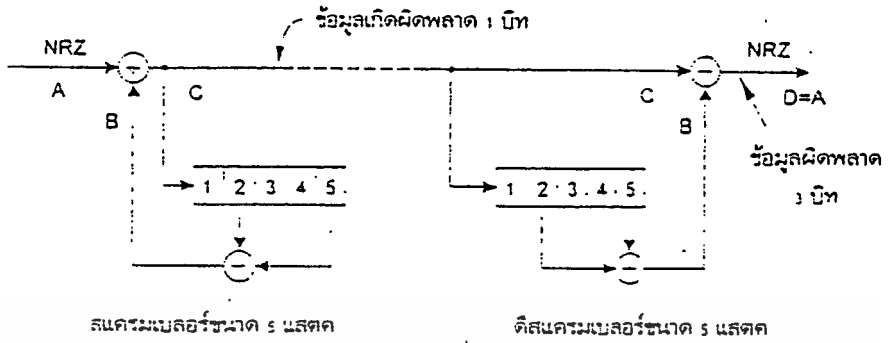 ข้อมูลเกิดผิดพลาด 1 บิท
NRZ
NRZ
A
C
C
D=A
B
B
ข้อมูลผิดพลาด
3 บิท
1 2 3 4 5
1 2 3 4 5
สแครมเบลอร์ขนาด 5 แสตค
ดีสแครมเบลอร์ขนาด 5 แสตค